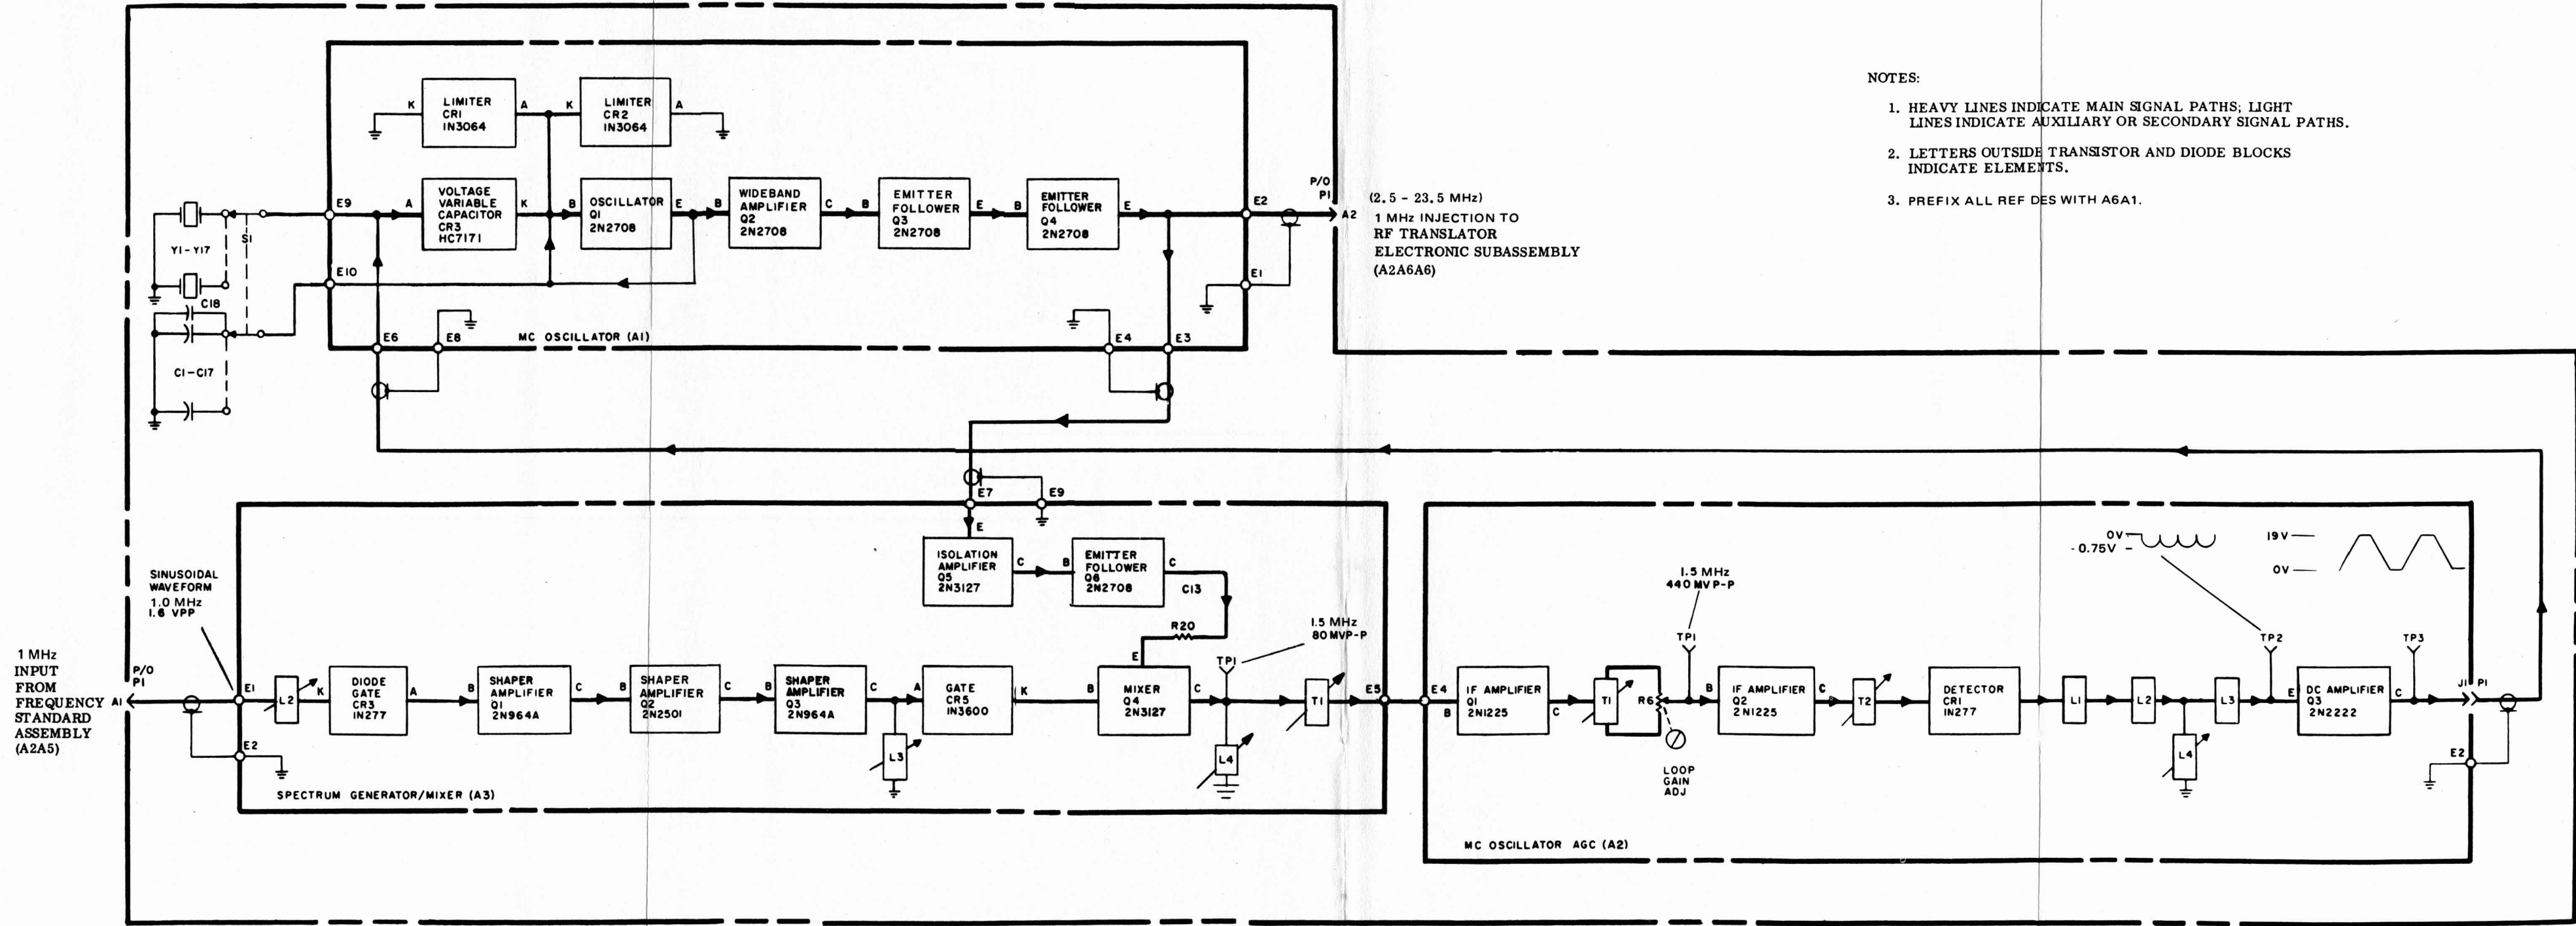 NOTES:
1. HEAVY LINES INDICATE MAIN SIGNAL PATHS; LIGHT
LINES INDICATE AUXILIARY OR SECONDARY SIGNAL PATHS.
2. LETTERS OUTSIDE TRANSISTOR AND DIODE BLOCKS
INDICATE ELEMENTS.
3. PREFIX ALL REF DES WITH A6A1.
K
LIMITER
CR1
IN3064
A
K
LIMITER
CR2
IN3064
A
Y1-Y17
S1
C18
C1-C17
E9
E10
A
VOLTAGE
VARIABLE
CAPACITOR
CR3
HC7171
K
B
OSCILLATOR
Q1
2N2708
E
B
WIDEBAND
AMPLIFIER
Q2
2N2708
C
B
EMITTER
FOLLOWER
Q3
2N2708
E
B
EMITTER
FOLLOWER
Q4
2N2708
E
E2
E1
P/O
P1
A2
(2.5 - 23.5 MHz)
1 MHz INJECTION TO
RF TRANSLATOR
ELECTRONIC SUBASSEMBLY
(A2A6A6)
E6
E8
MC OSCILLATOR (A1)
E4
E3
E7
E9
E
ISOLATION
AMPLIFIER
Q5
2N3127
C
B
EMITTER
FOLLOWER
Q6
2N2708
C
C13
R20
E
SINUSOIDAL
WAVEFORM
1.0 MHz
1.6 VPP
1 MHz
INPUT
FROM
FREQUENCY
STANDARD
ASSEMBLY
(A2A5)
P/O
P1
A1
E1
E2
L2
K
DIODE
GATE
CR3
IN277
A
B
SHAPER
AMPLIFIER
Q1
2N964A
C
B
SHAPER
AMPLIFIER
Q2
2N2501
C
B
SHAPER
AMPLIFIER
Q3
2N964A
C
L3
A
GATE
CR5
IN3600
K
B
MIXER
Q4
2N3127
C
TP1
1.5 MHz
80 MVP-P
L4
T1
E5
SPECTRUM GENERATOR/MIXER (A3)
E4
B
IF AMPLIFIER
Q1
2N1225
C
T1
R6
LOOP
GAIN
ADJ
1.5 MHz
440 MVP-P
TP1
B
IF AMPLIFIER
Q2
2N1225
C
T2
DETECTOR
CR1
IN277
L1
L2
L4
L3
0V
-0.75V
TP2
19V
0V
TP3
E
DC AMPLIFIER
Q3
2N2222
C
J1
P1
E2
MC OSCILLATOR AGC (A2)